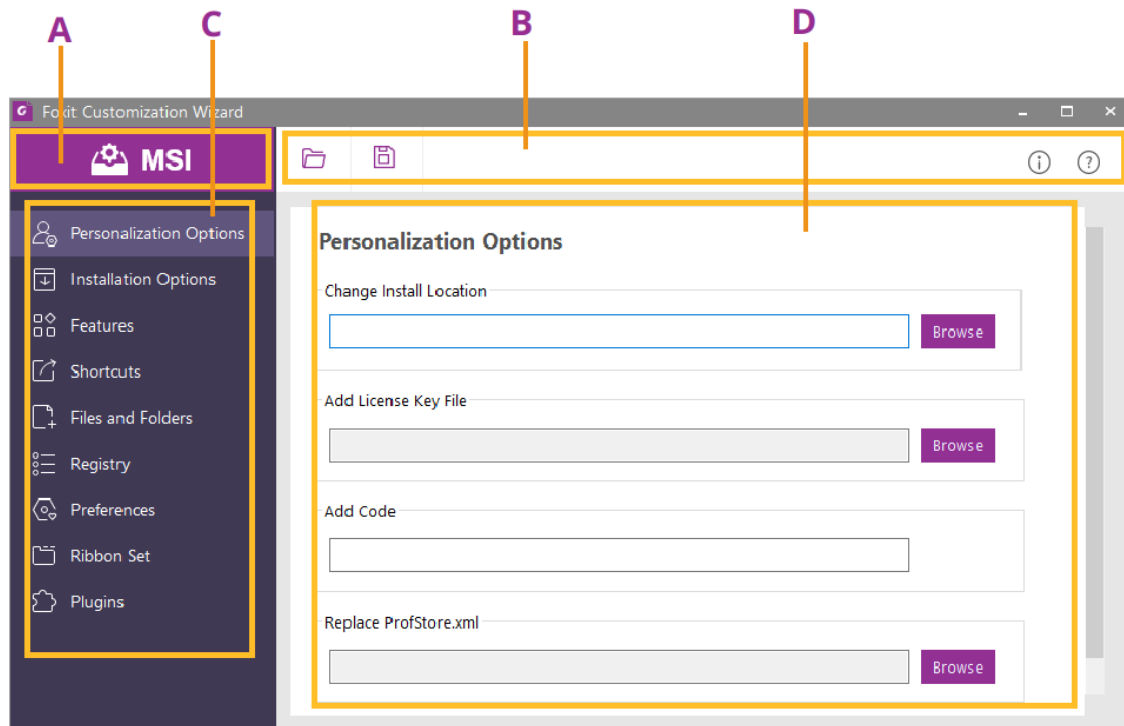 A C B D
Foxit Customization Wizard
MSI
Personalization Options
Installation Options
Features
Shortcuts
Files and Folders
Registry
Preferences
Ribbon Set
Plugins
Personalization Options
Change Install Location
Browse
Add License Key File
Browse
Add Code
Replace ProfStore.xml
Browse